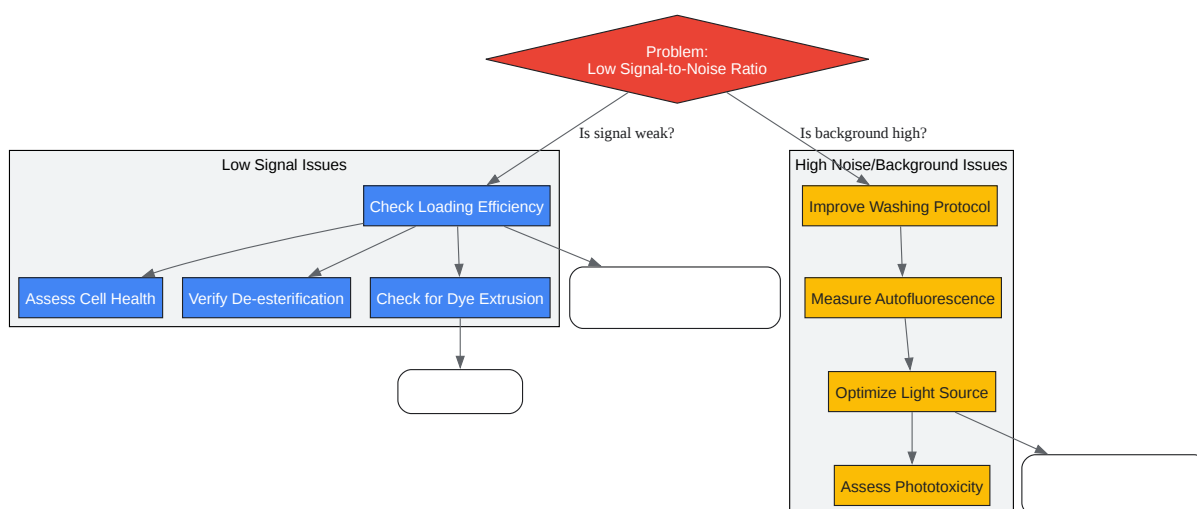 Problem:
Low Signal-to-Noise Ratio
Is signal weak?
Is background high?
Low Signal Issues
High Noise/Background Issues
Check Loading Efficiency
Improve Washing Protocol
Assess Cell Health
Verify De-esterification
Check for Dye Extrusion
Measure Autofluorescence
Optimize Light Source
Assess Phototoxicity